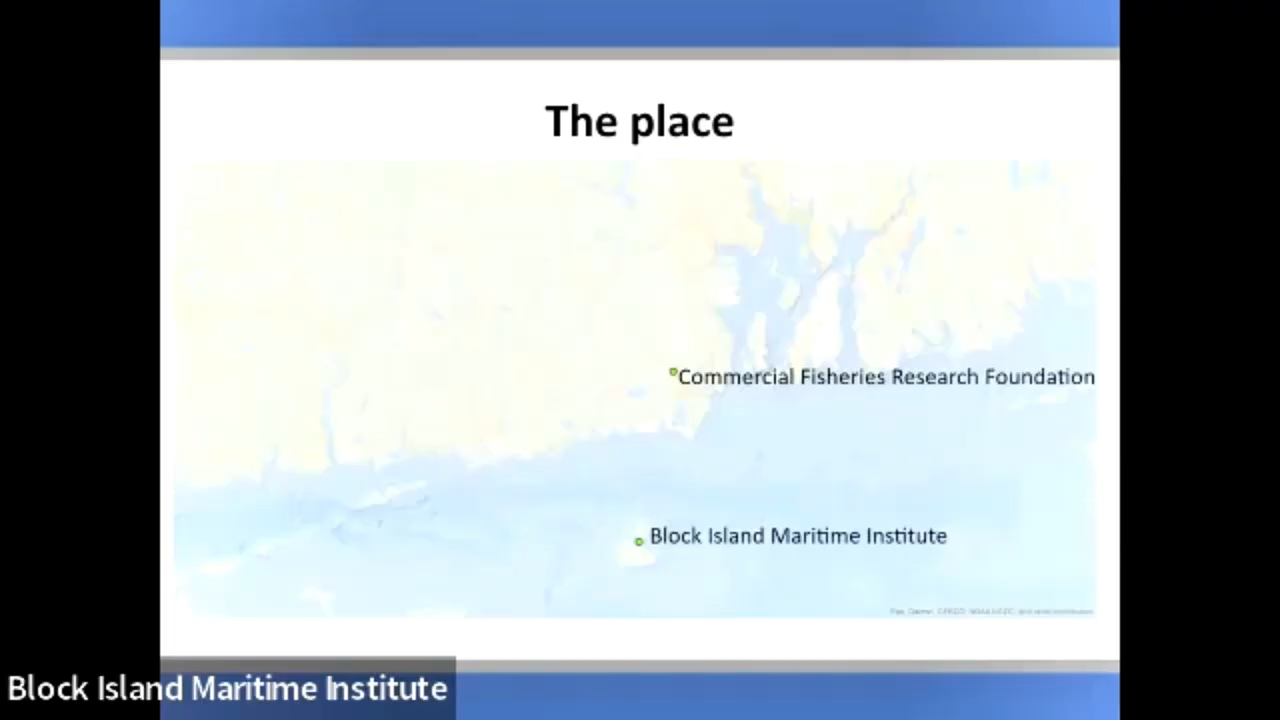 The place
Commercial Fisheries Research Foundation
Block Island Maritime Institute
Block Island Maritime Institute